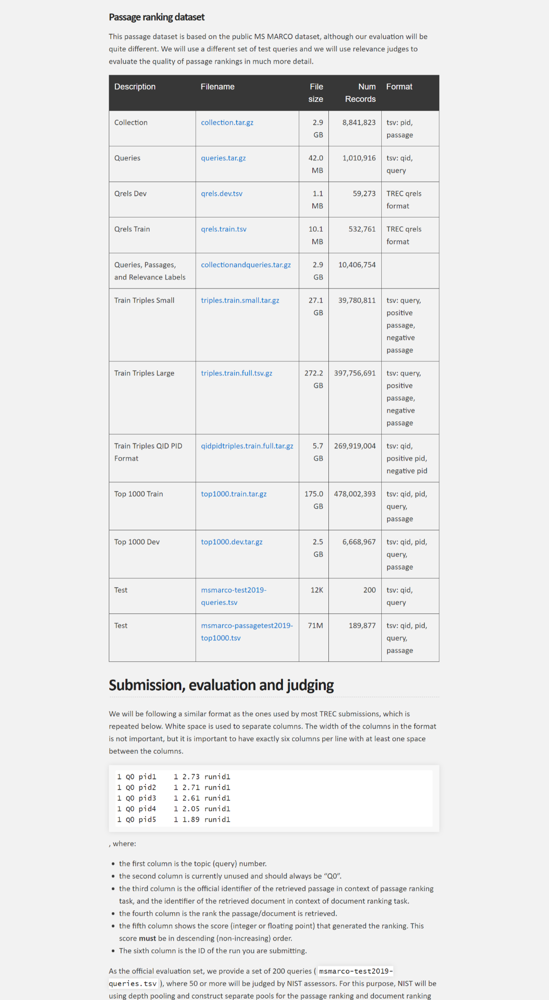 Passage ranking dataset
This passage dataset is based on the public MS MARCO dataset, although our evaluation will be
quite different. We will use a different set of test queries and we will use relevance judges to
evaluate the quality of passage rankings in much more detail.
Description Filename File size Num Records Format
Collection collection.tar.gz 2.9 GB 8,841,823 tsv: pid, passage
Queries queries.tar.gz 42.0 MB 1,010,916 tsv: qid, query
Qrels Dev qrels.dev.tsv 1.1 MB 59,273 TREC qrels format
Qrels Train qrels.train.tsv 10.1 MB 532,761 TREC qrels format
Queries, Passages, and Relevance Labels collectionandqueries.tar.gz 2.9 GB 10,406,754
Train Triples Small triples.train.small.tar.gz 27.1 GB 39,780,811 tsv: query, positive passage, negative passage
Train Triples Large triples.train.full.tsv.gz 272.2 GB 397,756,691 tsv: query, positive passage, negative passage
Train Triples QID PID Format qidpidtriples.train.full.tar.gz 5.7 GB 269,919,004 tsv: qid, positive pid, negative pid
Top 1000 Train top1000.train.tar.gz 175.0 GB 478,002,393 tsv: qid, pid, query, passage
Top 1000 Dev top1000.dev.tar.gz 2.5 GB 6,668,967 tsv: qid, pid, query, passage
Test msmarco-test2019-queries.tsv 12K 200 tsv: qid, query
Test msmarco-passagetest2019-top1000.tsv 71M 189,877 tsv: qid, pid, query, passage
Submission, evaluation and judging
We will be following a similar format as the ones used by most TREC submissions, which is
repeated below. White space is used to separate columns. The width of the columns in the format
is not important, but it is important to have exactly six columns per line with at least one space
between the columns.
1 Q0 pid1    1 2.73 runid1
1 Q0 pid2    1 2.71 runid1
1 Q0 pid3    1 2.61 runid1
1 Q0 pid4    1 2.05 runid1
1 Q0 pid5    1 1.89 runid1
, where:
• the first column is the topic (query) number.
• the second column is currently unused and should always be “Q0”.
• the third column is the official identifier of the retrieved passage in context of passage ranking
task, and the identifier of the retrieved document in context of document ranking task.
• the fourth column is the rank the passage/document is retrieved.
• the fifth column shows the score (integer or floating point) that generated the ranking. This
score must be in descending (non-increasing) order.
• The sixth column is the ID of the run you are submitting.
As the official evaluation set, we provide a set of 200 queries ( msmarco-test2019-
queries.tsv ), where 50 or more will be judged by NIST assessors. For this purpose, NIST will be
using depth pooling and construct separate pools for the passage ranking and document ranking